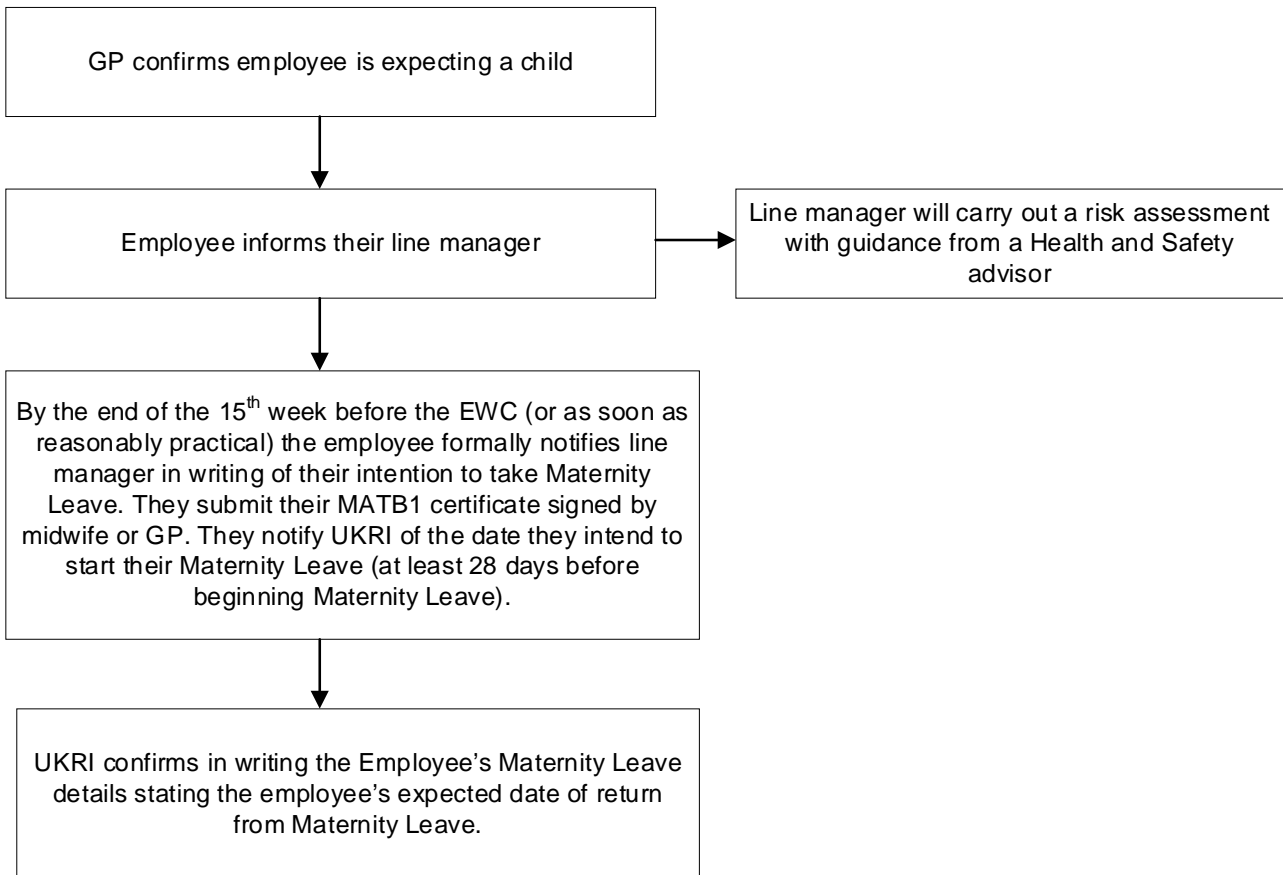 GP confirms employee is expecting a child
Employee informs their line manager
Line manager will carry out a risk assessment
with guidance from a Health and Safety
advisor
By the end of the 15th week before the EWC (or as soon as
reasonably practical) the employee formally notifies line
manager in writing of their intention to take Maternity
Leave. They submit their MATB1 certificate signed by
midwife or GP. They notify UKRI of the date they intend to
start their Maternity Leave (at least 28 days before
beginning Maternity Leave).
UKRI confirms in writing the Employee’s Maternity Leave
details stating the employee’s expected date of return
from Maternity Leave.